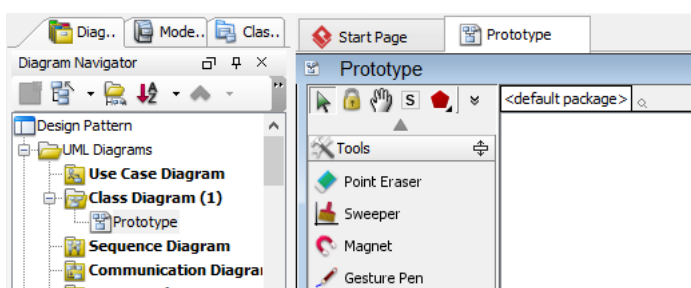 Diag..
Mode..
Clas..
Start Page
Prototype
Diagram Navigator
Prototype
S
<default package>
Design Pattern
UML Diagrams
Use Case Diagram
Class Diagram (1)
Prototype
Sequence Diagram
Communication Diagra
Tools
Point Eraser
Sweeper
Magnet
Gesture Pen